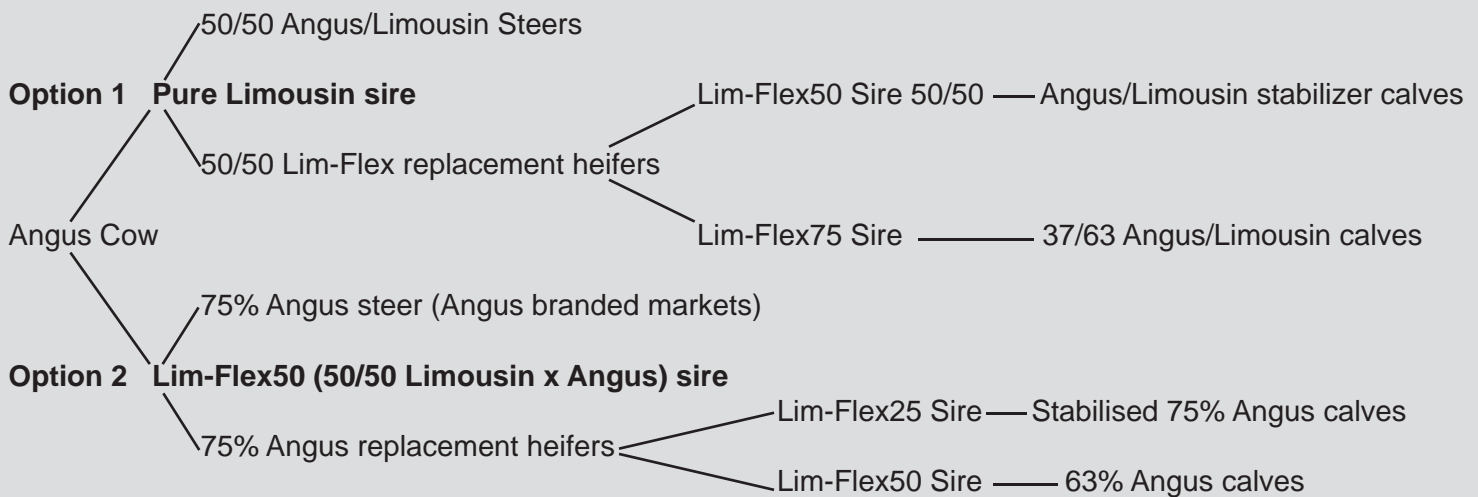 50/50 Angus/Limousin Steers
Option 1 Pure Limousin sire
Lim-Flex50 Sire 50/50 Angus/Limousin stabilizer calves
50/50 Lim-Flex replacement heifers
Angus Cow
Lim-Flex75 Sire 37/63 Angus/Limousin calves
75% Angus steer (Angus branded markets)
Option 2 Lim-Flex50 (50/50 Limousin x Angus) sire
Lim-Flex25 Sire Stabilised 75% Angus calves
75% Angus replacement heifers
Lim-Flex50 Sire 63% Angus calves